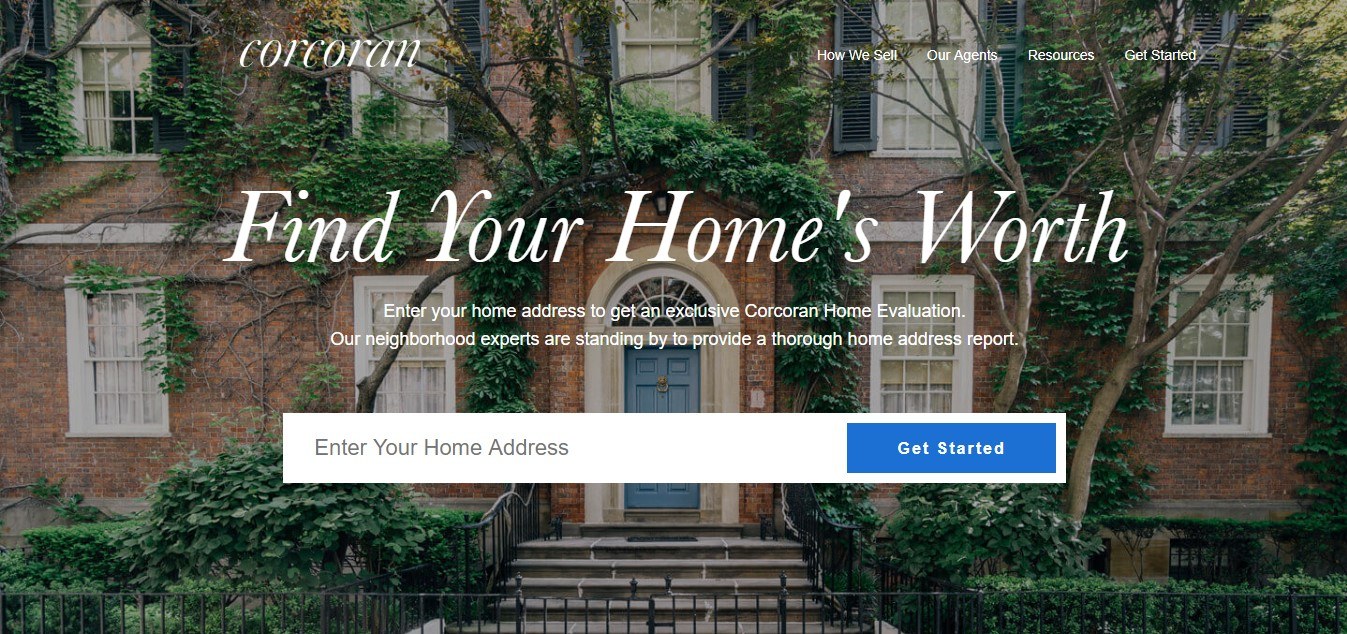 corcoran
How We Sell Our Agents Resources Get Started
Find Your Home's Worth
Enter your home address to get an exclusive Corcoran Home Evaluation.
Our neighborhood experts are standing by to provide a thorough home address report.
Enter Your Home Address
Get Started